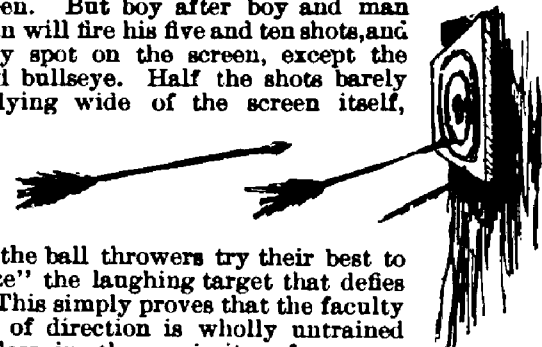 en. But boy after boy and man
n will fire his five and ten shots, and
y spot on the screen, except the
l bullseye. Half the shots barely
lying wide of the screen itself,
the ball throwers try their best to
e" the laughing target that defies
This simply proves that the faculty
of direction is wholly untrained